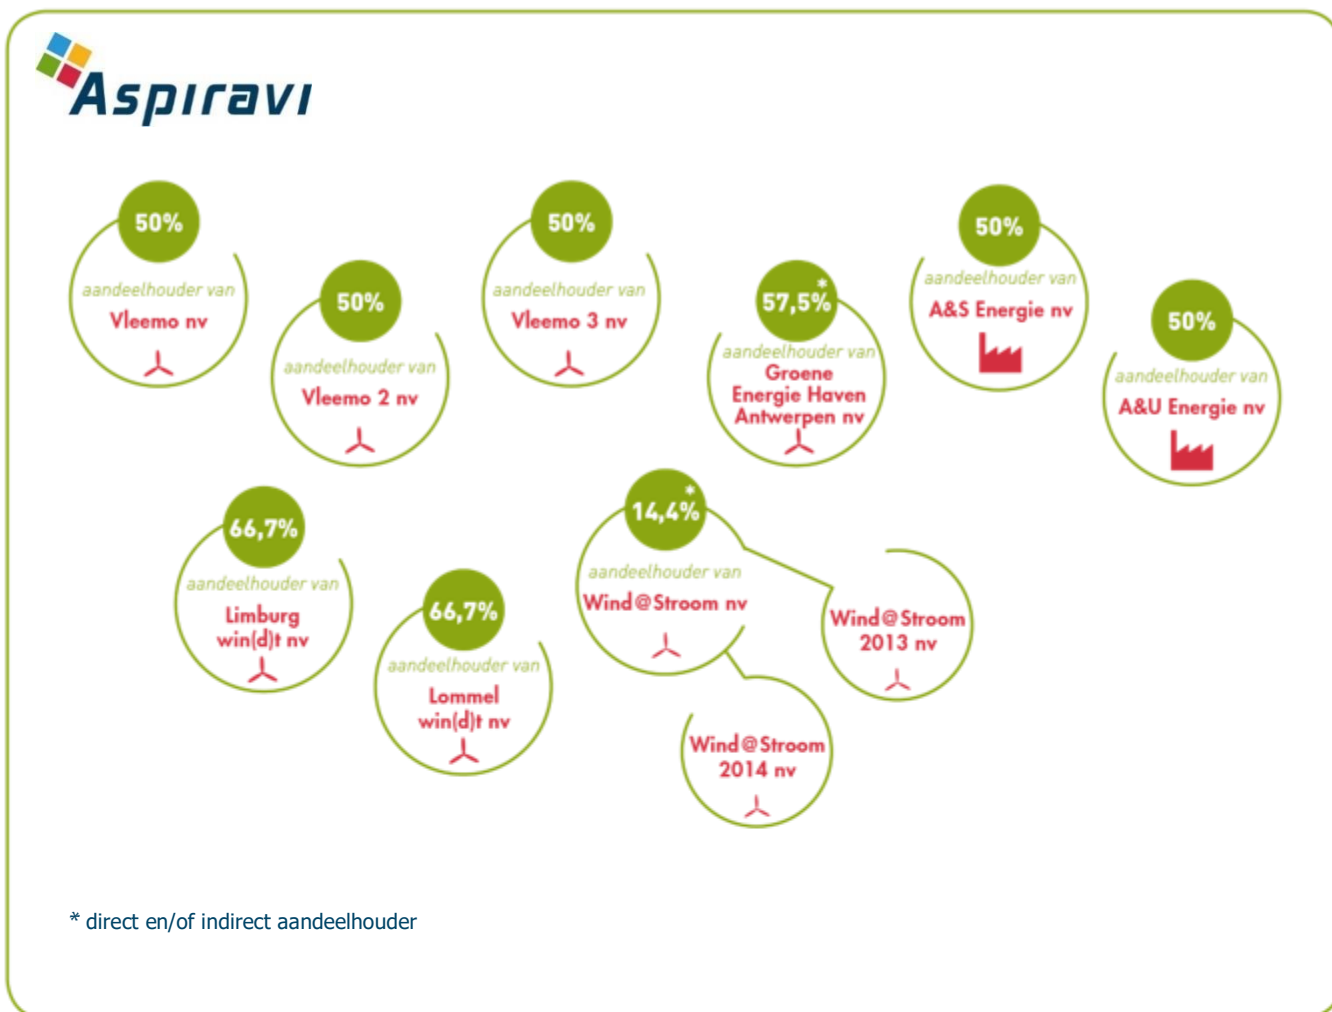 Aspiravi
50%
aandeelhouder van
Vleemo nv
50%
aandeelhouder van
Vleemo 2 nv
50%
aandeelhouder van
Vleemo 3 nv
57,5%*
aandeelhouder van
Groene
Energie Haven
Antwerpen nv
50%
aandeelhouder van
A&S Energie nv
50%
aandeelhouder van
A&U Energie nv
66,7%
aandeelhouder van
Limburg
win(d)t nv
66,7%
aandeelhouder van
Lommel
win(d)t nv
14,4%*
aandeelhouder van
Wind@Stroom nv
Wind@Stroom
2013 nv
Wind@Stroom
2014 nv
* direct en/of indirect aandeelhouder